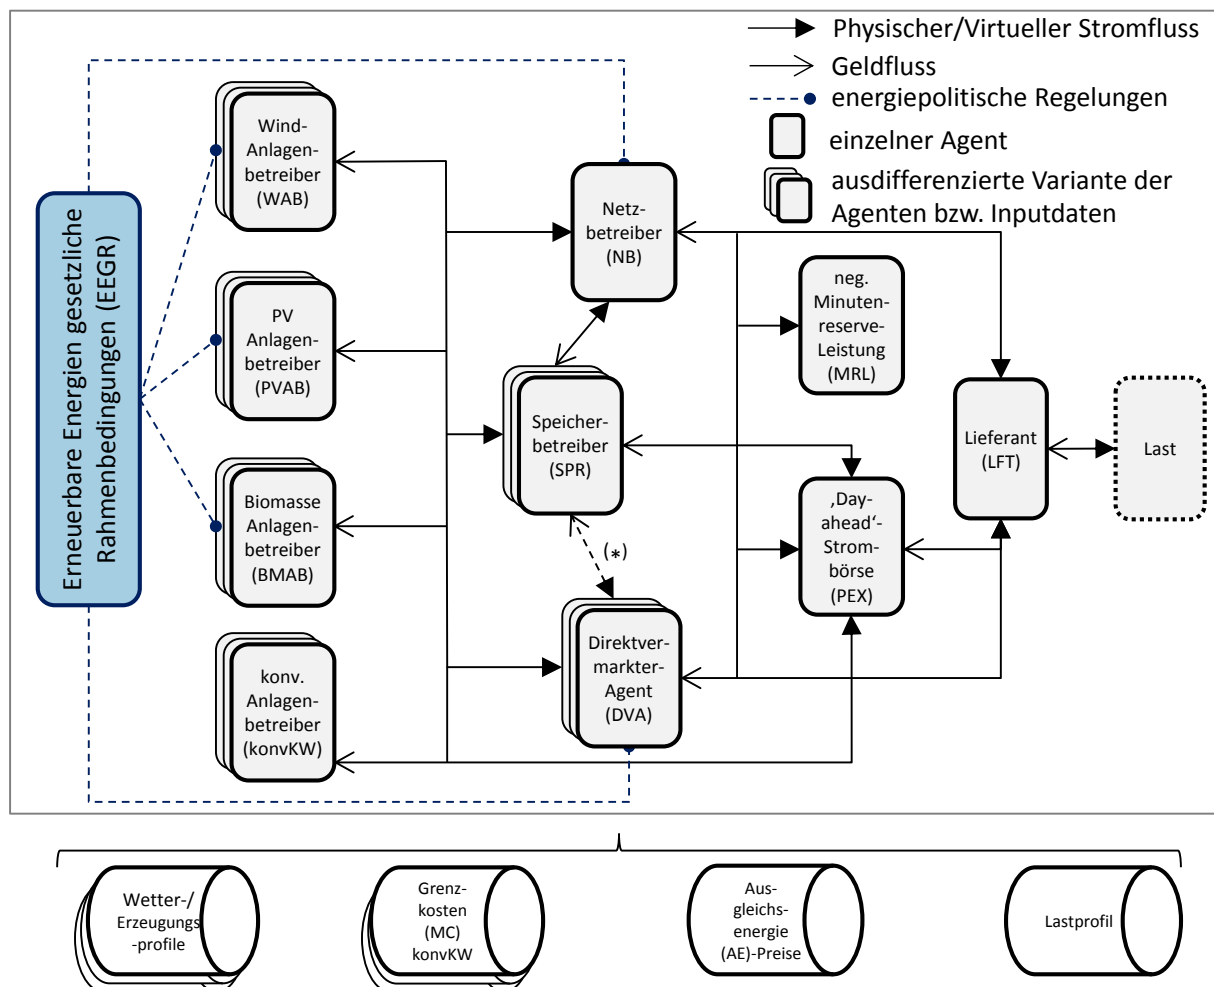 Physischer/Virtueller Stromfluss
Geldfluss
energiepolitische Regelungen
einzelner Agent
ausdifferenzierte Variante der
Agenten bzw. Inputdaten
Erneuerbare Energien gesetzliche
Rahmenbedingungen (EEGR)
Wind-
Anlagen-
betreiber
(WAB)
PV
Anlagen-
betreiber
(PVAB)
Biomasse
Anlagen-
betreiber
(BMAB)
konv.
Anlagen-
betreiber
(konvKW)
Netz-
betreiber
(NB)
Speicher-
betreiber
(SPR)
(*)
Direktver-
markter-
Agent
(DVA)
neg.
Minuten-
reserve-
Leistung
(MRL)
‚Day-
ahead‘-
Strom-
börse
(PEX)
Lieferant
(LFT)
Last
Wetter-/
Erzeugungs
-profile
Grenz-
kosten
(MC)
konvKW
Aus-
gleichs-
energie
(AE)-Preise
Lastprofil